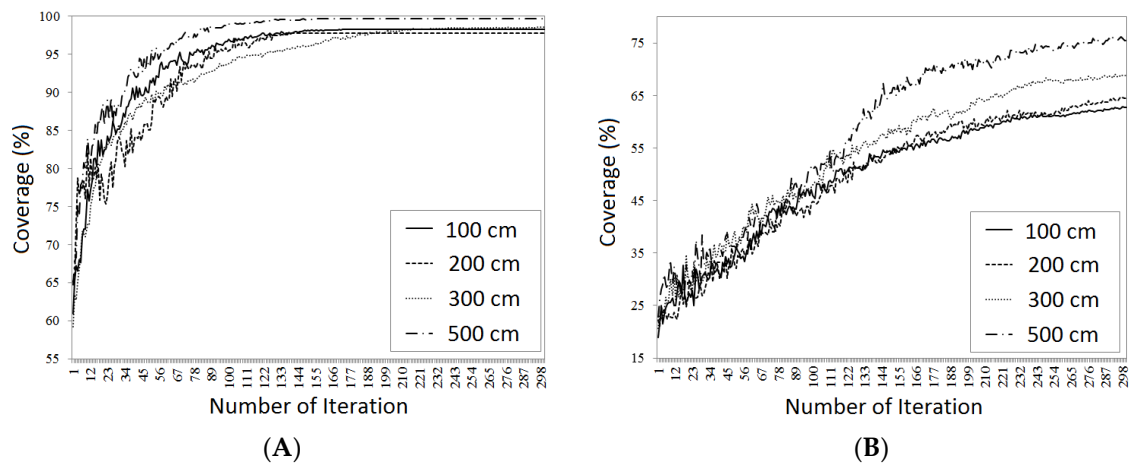 100
95
90
85
80
75
70
65
60
55
Coverage (%)
100 cm
200 cm
300 cm
500 cm
1 12 23 34 45 56 67 78 89 100 111 122 133 144 155 166 177 188 199 210 221 232 243 254 265 276 287 298
Number of Iteration
(A)
75
65
55
45
35
25
15
Coverage (%)
100 cm
200 cm
300 cm
500 cm
1 12 23 34 45 56 67 78 89 100 111 122 133 144 155 166 177 188 199 210 221 232 243 254 265 276 287 298
Number of Iteration
(B)